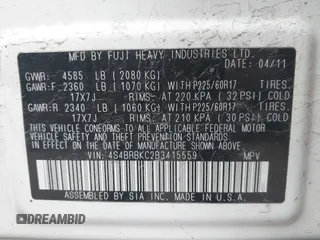 MFD BY FUJI HEAVY INDUSTRIES LTD.
DATE 04/11
GVWR: 4585 LB (2080 KG)
GAWR:F 2360 LB (1070 KG) WITH P225/60R17 TIRES.
17X7J RIMS. AT 220 KPA ( 32 PSI) COLD
GAWR:R 2340 LB (1060 KG) WITH P225/60R17 TIRES.
17X7J RIMS. AT 210 KPA ( 30 PSI) COLD
THIS VEHICLE CONFORMS TO ALL APPLICABLE FEDERAL MOTOR
VEHICLE SAFETY AND THEFT PREVENTION STANDARDS IN EFFECT
ON THE DATE OF MANUFACTURE SHOWN ABOVE.
VIN: 4S4BRBKC2B3415559 MPV
ASSEMBLED BY SIA INC. MADE IN U.S.A.
DREAMBID